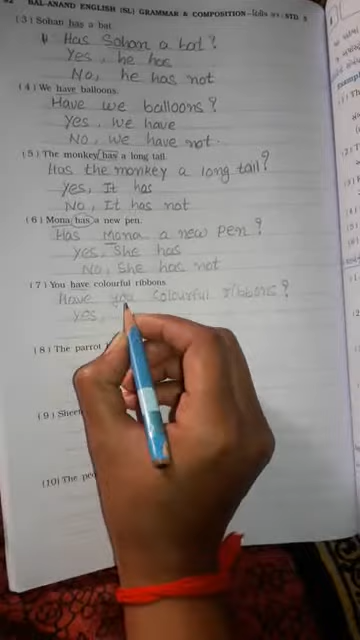 BAL-ANAND ENGLISH (SL) GRAMMAR & COMPOSITION
STD 5
(3) Sohan has a bat.
Has Sohan a bat?
Yes, he has
No, he has not
(4) We have balloons.
Have we balloons?
Yes, we have
No, we have not.
(5) The monkey has a long tail.
Has the monkey a long tail?
Yes, It has
No, It has not
(6) Mona has a new pen.
Has Mona a new pen?
Yes, She has
No, She has not
(7) You have colourful ribbons.
Have you colourful ribbons?
Yes,
(8) The parrot
(9)
(10) The